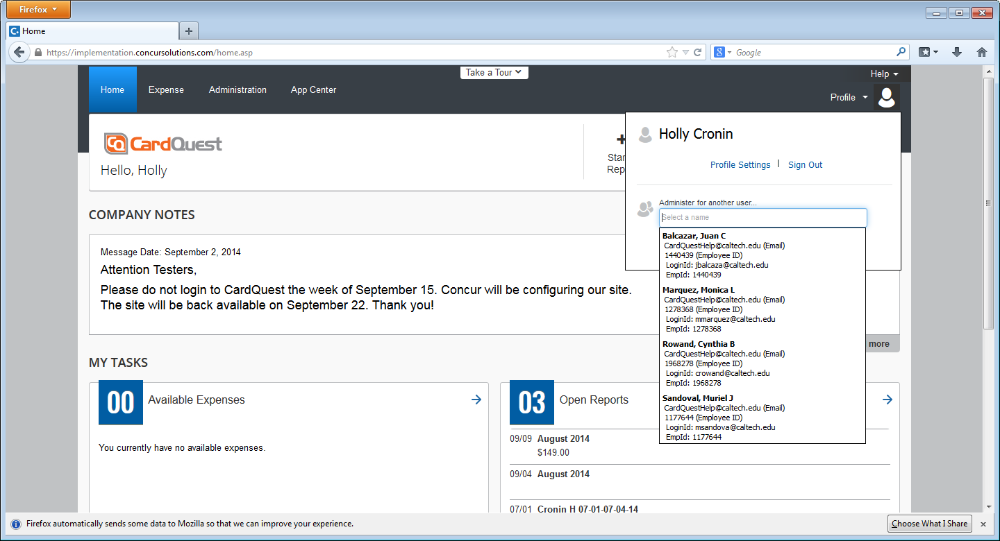 Firefox
Home
https://implementation.concursolutions.com/home.asp
Google
Take a Tour
Help
Home
Expense
Administration
App Center
Profile
CardQuest
Hello, Holly
Holly Cronin
Profile Settings | Sign Out
Administer for another user...
Select a name
Balcazar, Juan C
CardQuestHelp@caltech.edu (Email)
1440439 (Employee ID)
LoginId: jbalcaza@caltech.edu
EmpId: 1440439
Marquez, Monica L
CardQuestHelp@caltech.edu (Email)
1278368 (Employee ID)
LoginId: mmarquez@caltech.edu
EmpId: 1278368
Rowand, Cynthia B
CardQuestHelp@caltech.edu (Email)
1968278 (Employee ID)
LoginId: crowand@caltech.edu
EmpId: 1968278
Sandoval, Muriel J
CardQuestHelp@caltech.edu (Email)
1177644 (Employee ID)
LoginId: msandova@caltech.edu
EmpId: 1177644
COMPANY NOTES
Message Date: September 2, 2014
Attention Testers,
Please do not login to CardQuest the week of September 15. Concur will be configuring our site.
The site will be back available on September 22. Thank you!
more
MY TASKS
00
Available Expenses
You currently have no available expenses.
03
Open Reports
09/09 August 2014
$149.00
09/04 August 2014
07/01 Cronin H 07-01-07-04-14
Firefox automatically sends some data to Mozilla so that we can improve your experience.
Choose What I Share